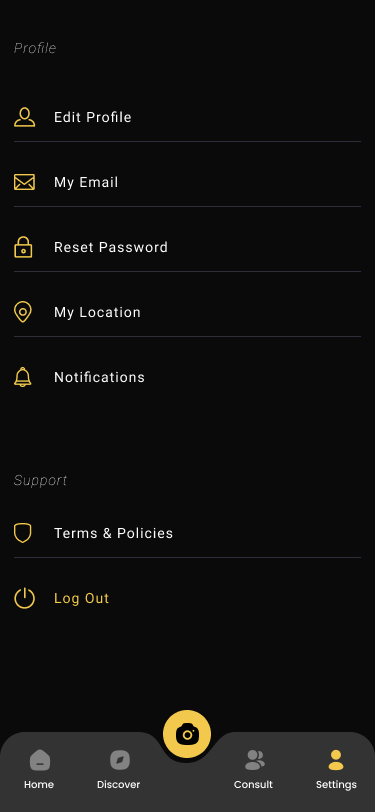 Profile
Edit Profile
My Email
Reset Password
My Location
Notifications
Support
Terms & Policies
Log Out
Home
Discover
Consult
Settings